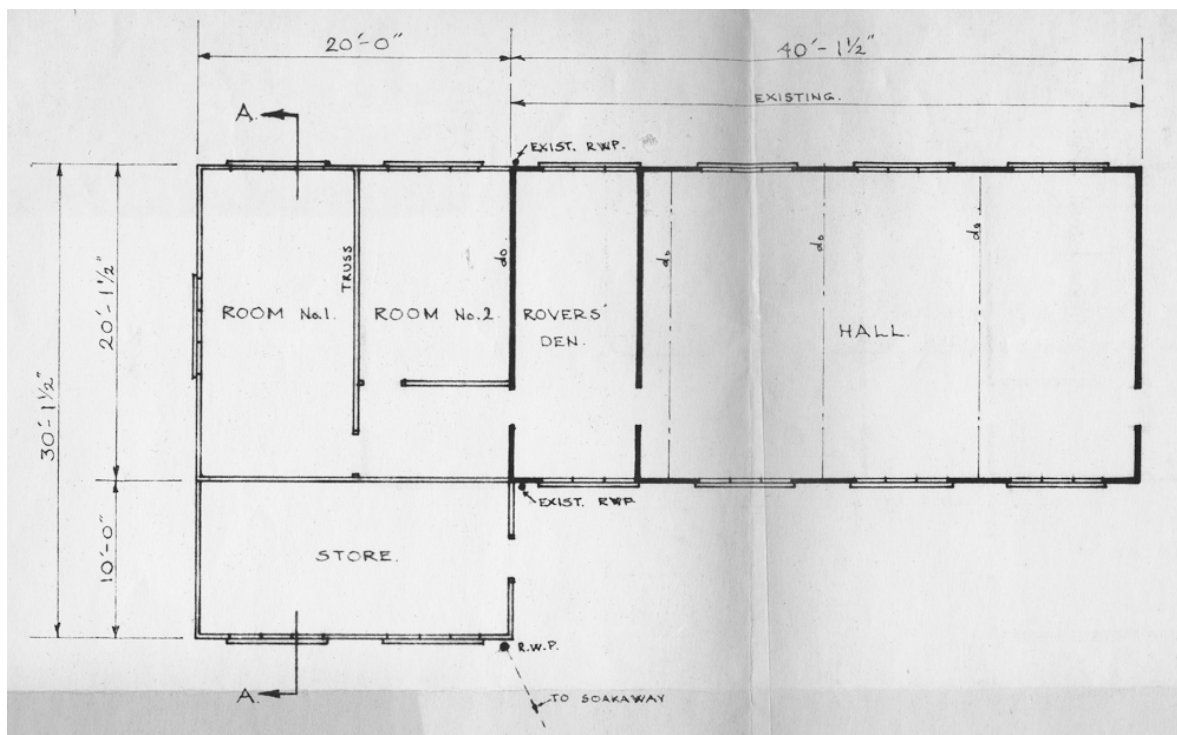 20'-0"
40'-1½"
EXISTING.
A.
EXIST. RWP.
30'-1½"
20'-1½"
TRUSS
do
do
do
do
ROOM No.1.
ROOM No.2.
ROVERS'
DEN.
HALL.
EXIST. RWP
10'-0"
STORE.
R.W.P.
A.
TO SOAKAWAY